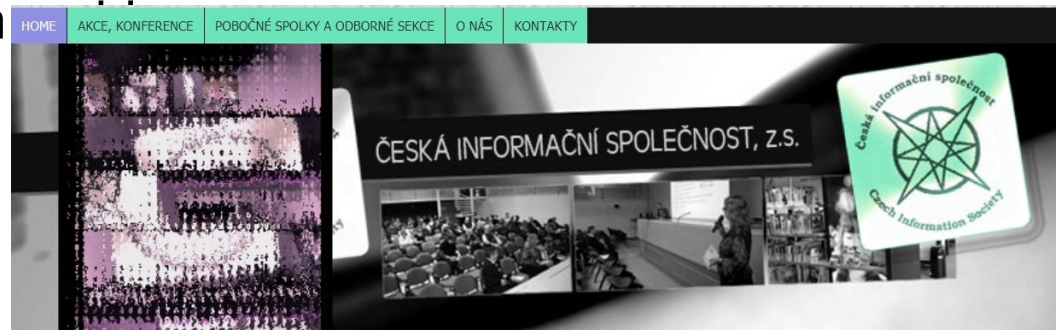 HOME AKCE, KONFERENCE POBOČNÉ SPOLKY A ODBORNÉ SEKCE O NÁS KONTAKTY
ČESKÁ INFORMAČNÍ SPOLEČNOST, z.s.
Česká informační společnost
Czech Information Society